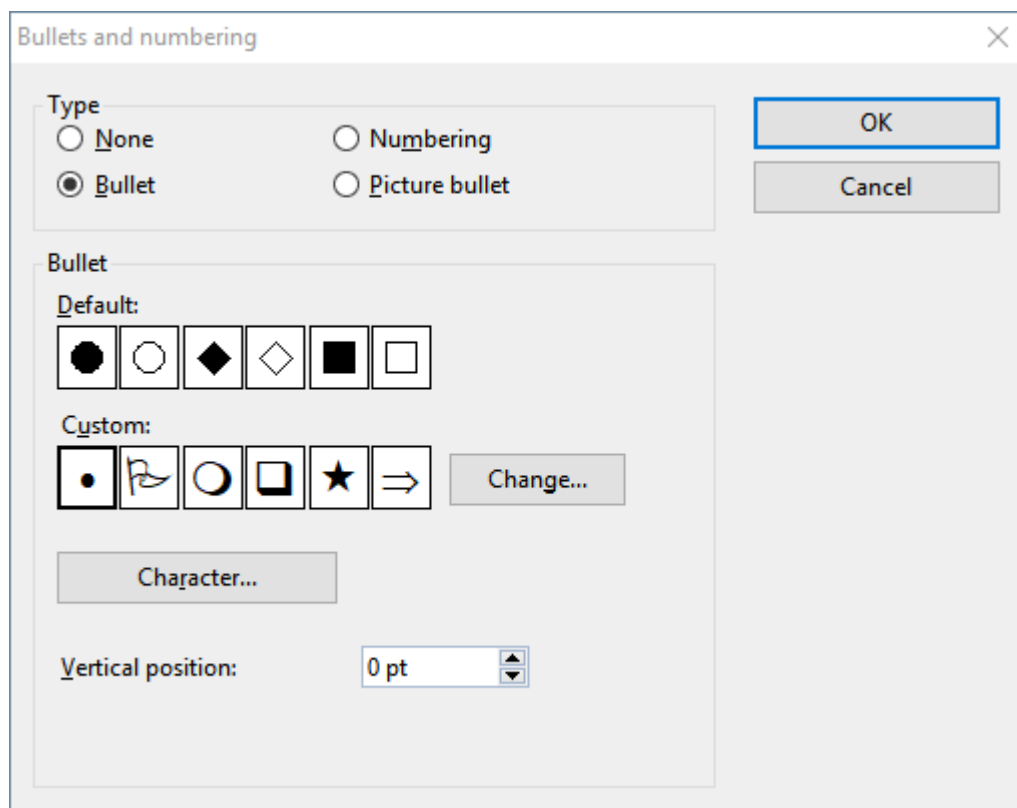 Bullets and numbering
Type
None
Numbering
OK
Bullet
Picture bullet
Cancel
Bullet
Default:
Custom:
Change...
Character...
Vertical position:
0 pt